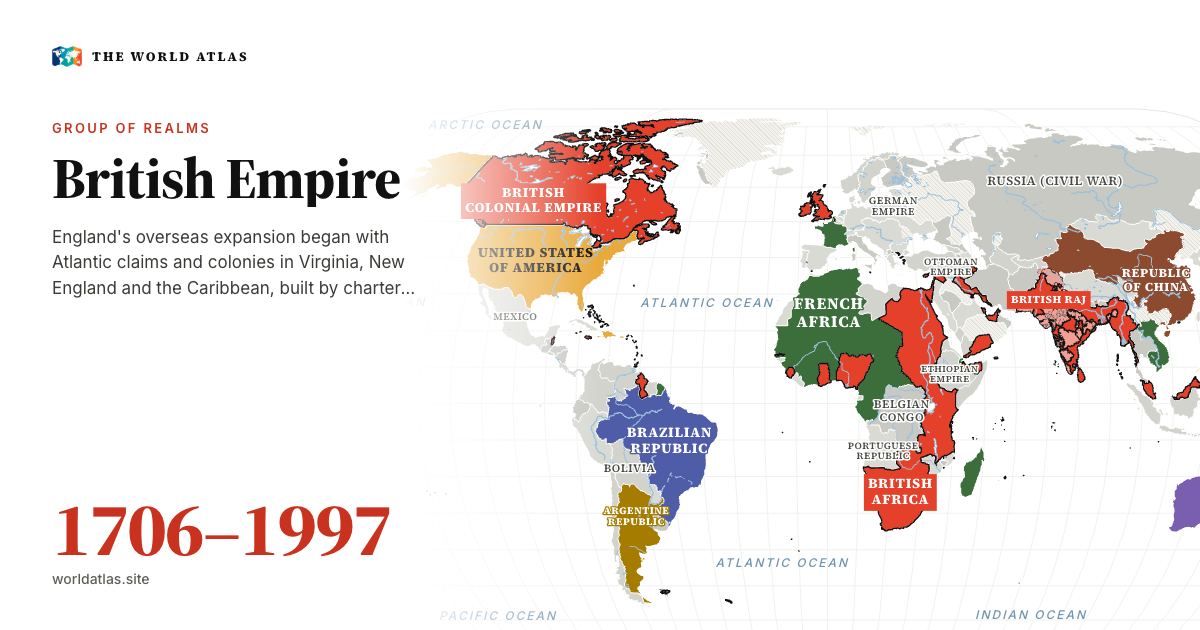 THE WORLD ATLAS
GROUP OF REALMS
British Empire
England's overseas expansion began with
Atlantic claims and colonies in Virginia, New
England and the Caribbean, built by charter...
1706–1997
worldatlas.site
ARCTIC OCEAN
BRITISH
COLONIAL EMPIRE
UNITED STATES
OF AMERICA
MEXICO
ATLANTIC OCEAN
BRAZILIAN
REPUBLIC
BOLIVIA
ARGENTINE
REPUBLIC
PACIFIC OCEAN
ATLANTIC OCEAN
RUSSIA (CIVIL WAR)
GERMAN
EMPIRE
OTTOMAN
EMPIRE
REPUBLIC
OF CHINA
BRITISH RAJ
FRENCH
AFRICA
ETHIOPIAN
EMPIRE
BELGIAN
CONGO
PORTUGUESE
REPUBLIC
BRITISH
AFRICA
INDIAN OCEAN